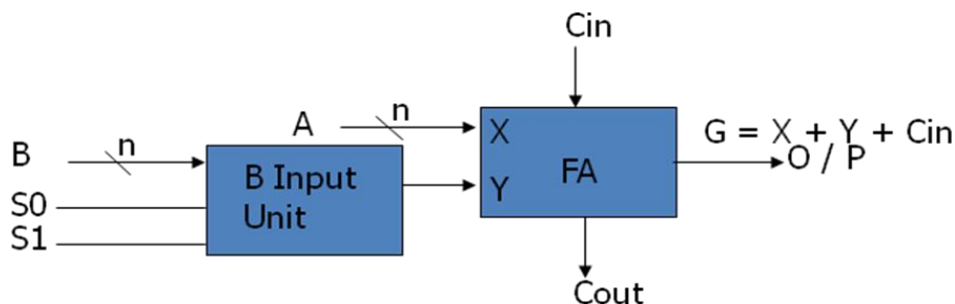 Cin
A
n
X
G = X + Y + Cin
B
n
B Input
Unit
Y
FA
O / P
S0
S1
Cout